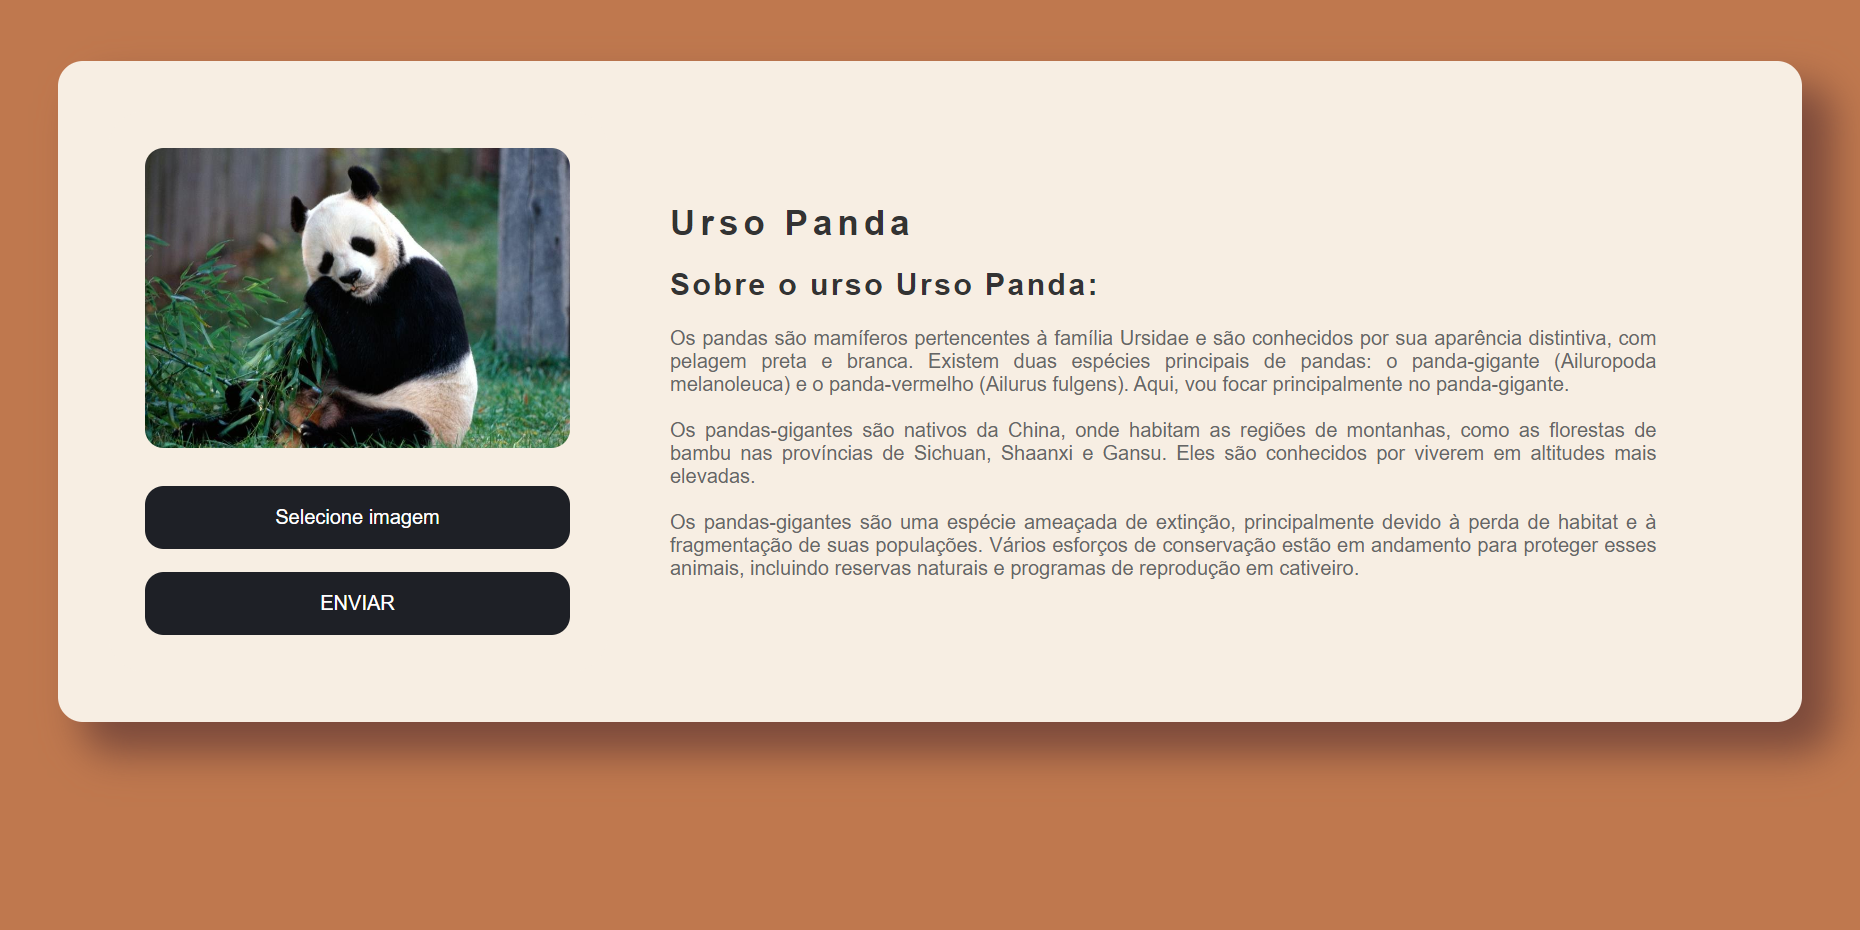 Urso Panda
Sobre o urso Urso Panda:
Os pandas são mamíferos pertencentes à família Ursidae e são conhecidos por sua aparência distintiva, com
pelagem preta e branca. Existem duas espécies principais de pandas: o panda-gigante (Ailuropoda
melanoleuca) e o panda-vermelho (Ailurus fulgens). Aqui, vou focar principalmente no panda-gigante.
Os pandas-gigantes são nativos da China, onde habitam as regiões de montanhas, como as florestas de
bambu nas províncias de Sichuan, Shaanxi e Gansu. Eles são conhecidos por viverem em altitudes mais
elevadas.
Os pandas-gigantes são uma espécie ameaçada de extinção, principalmente devido à perda de habitat e à
fragmentação de suas populações. Vários esforços de conservação estão em andamento para proteger esses
animais, incluindo reservas naturais e programas de reprodução em cativeiro.
Selecione imagem
ENVIAR